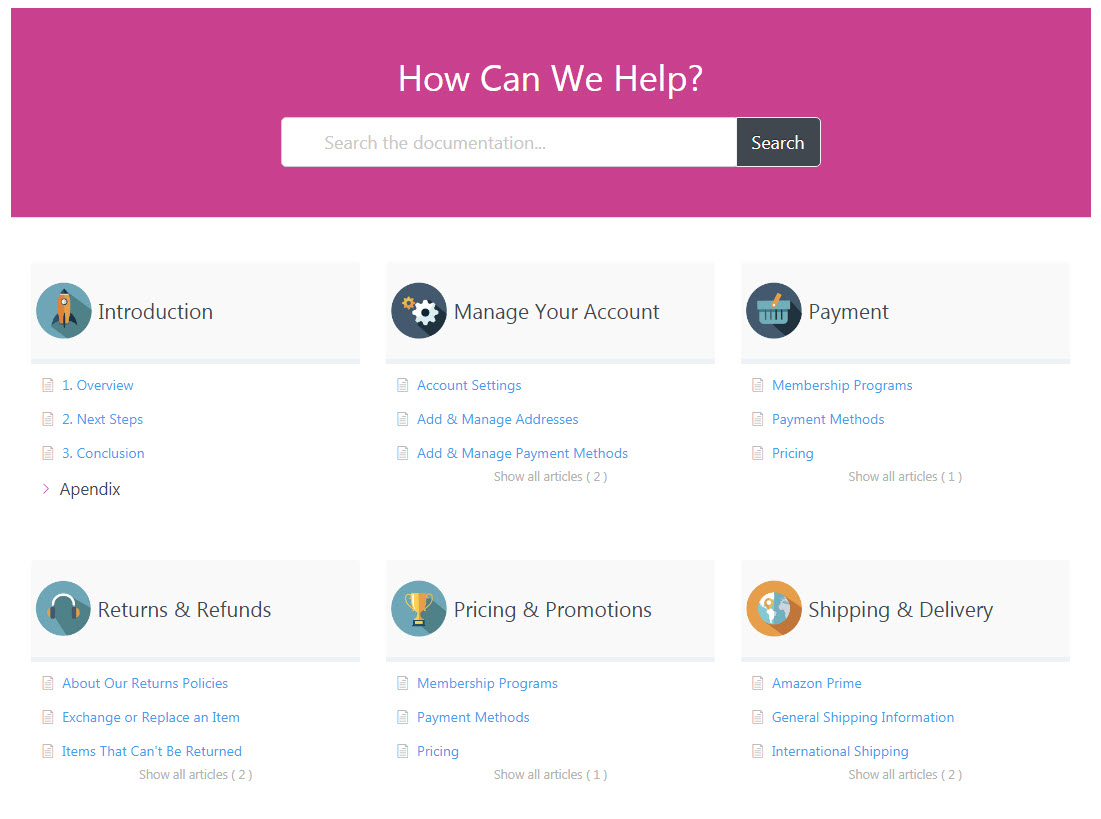 How Can We Help?
Search the documentation...
Search
Introduction
1. Overview
2. Next Steps
3. Conclusion
Apendix
Manage Your Account
Account Settings
Add & Manage Addresses
Add & Manage Payment Methods
Show all articles ( 2 )
Payment
Membership Programs
Payment Methods
Pricing
Show all articles ( 1 )
Returns & Refunds
About Our Returns Policies
Exchange or Replace an Item
Items That Can't Be Returned
Show all articles ( 2 )
Pricing & Promotions
Membership Programs
Payment Methods
Pricing
Show all articles ( 1 )
Shipping & Delivery
Amazon Prime
General Shipping Information
International Shipping
Show all articles ( 2 )